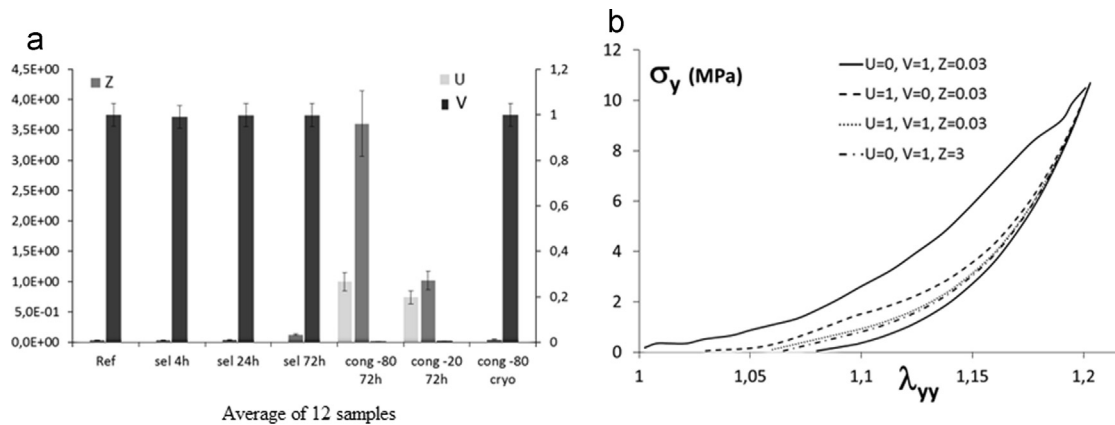 a
4,5E+00
4,0E+00
3,5E+00
3,0E+00
2,5E+00
2,0E+00
1,5E+00
1,0E+00
5,0E-01
0,0E+00
Z
U
V
1,2
1
0,8
0,6
0,4
0,2
0
Ref
sel 4h
sel 24h
sel 72h
cong -80
72h
cong -20
72h
cong -80
cryo
Average of 12 samples
b
12
10
8
6
4
2
0
σy (MPa)
U=0, V=1, Z=0.03
U=1, V=0, Z=0.03
U=1, V=1, Z=0.03
U=0, V=1, Z=3
1
1,05
1,1
1,15
1,2
λyy